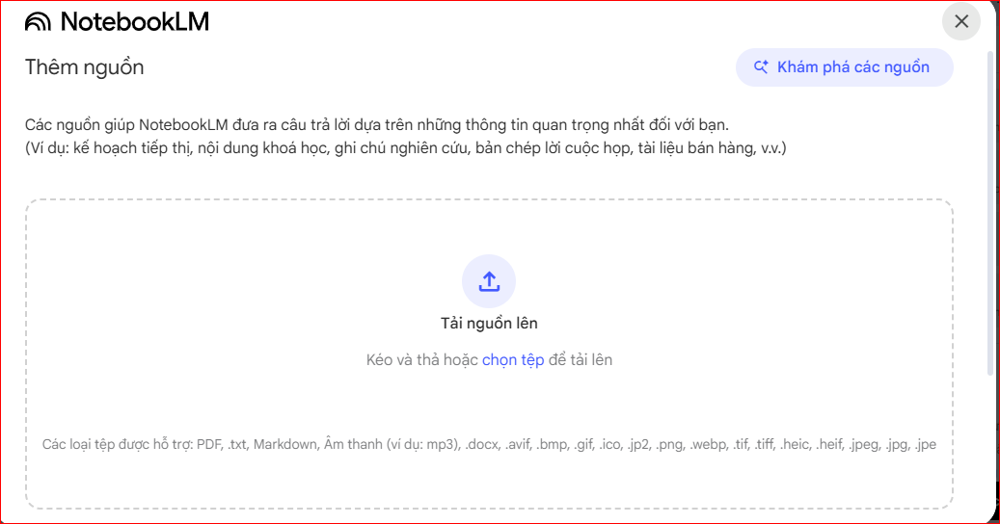 NotebookLM
Thêm nguồn
Khám phá các nguồn
Các nguồn giúp NotebookLM đưa ra câu trả lời dựa trên những thông tin quan trọng nhất đối với bạn.
(Ví dụ: kế hoạch tiếp thị, nội dung khoá học, ghi chú nghiên cứu, bản chép lời cuộc họp, tài liệu bán hàng, v.v.)
Tải nguồn lên
Kéo và thả hoặc chọn tệp để tải lên
Các loại tệp được hỗ trợ: PDF, .txt, Markdown, Âm thanh (ví dụ: mp3), .docx, .avif, .bmp, .gif, .ico, .jp2, .png, .webp, .tif, .tiff, .heic, .heif, .jpeg, .jpg, .jpe